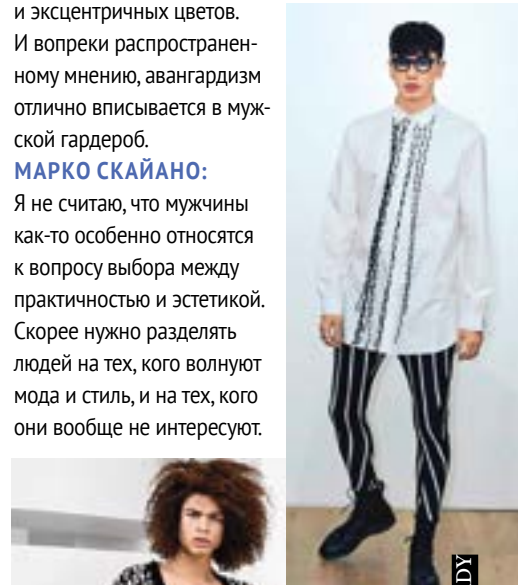 и эксцентричных цветов.
И вопреки распространен-
ному мнению, авангардизм
отлично вписывается в муж-
ской гардероб.
МАРКО СКАЙАНО:
Я не считаю, что мужчины
как-то особенно относятся
к вопросу выбора между
практичностью и эстетикой.
Скорее нужно разделять
людей на тех, кого волнуют
мода и стиль, и на тех, кого
они вообще не интересуют.
DY